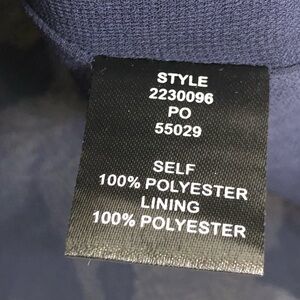 STYLE
2230096
PO
55029
SELF
100% POLYESTER
LINING
100% POLYESTER